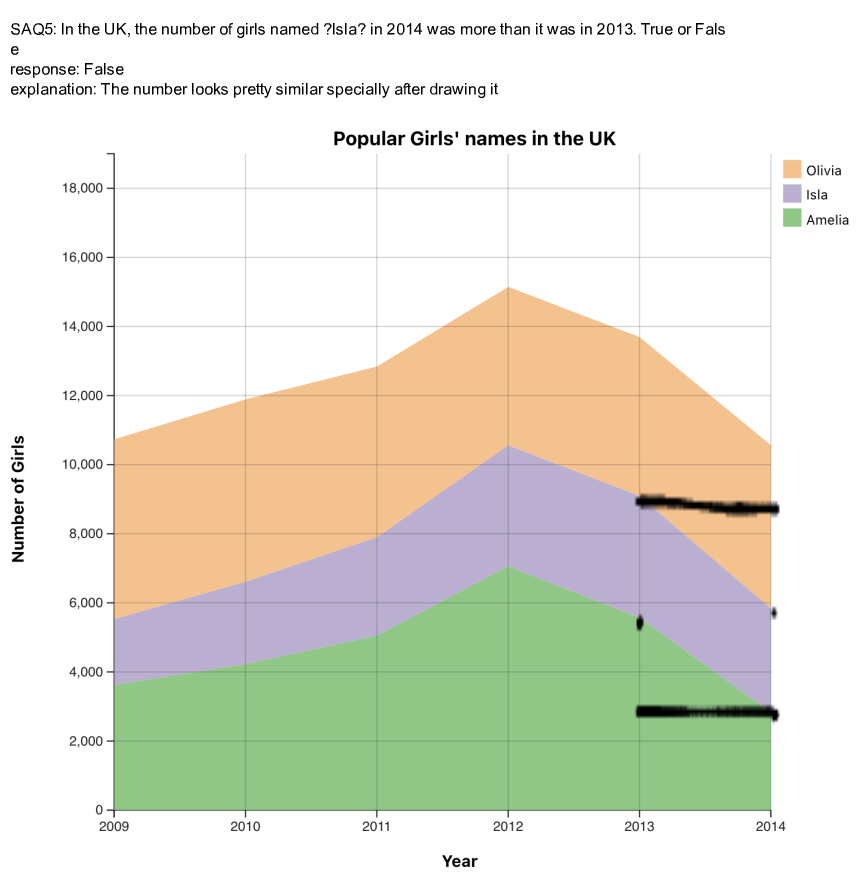 SAQ5: In the UK, the number of girls named ?Isla? in 2014 was more than it was in 2013. True or Fals
e
response: False
explanation: The number looks pretty similar specially after drawing it
Popular Girls' names in the UK
Olivia
Isla
Amelia
18,000
16,000
14,000
12,000
10,000
8,000
6,000
4,000
2,000
0
Number of Girls
2009 2010 2011 2012 2013 2014
Year